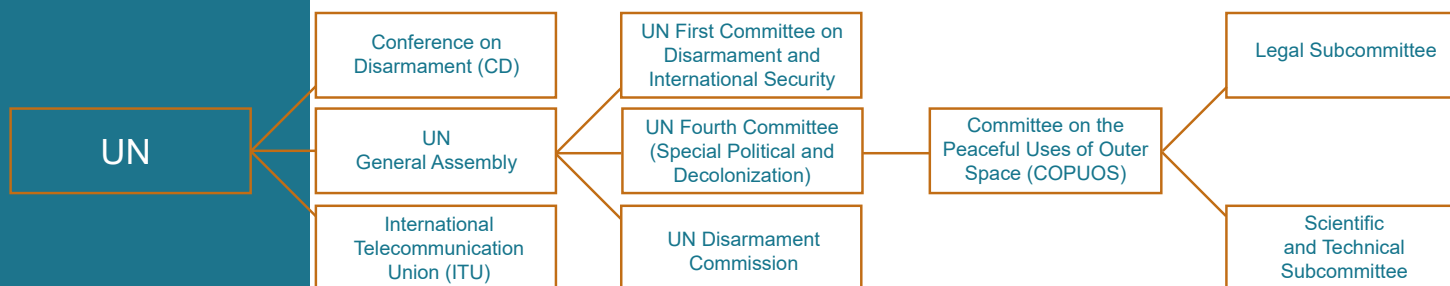 UN
Conference on
Disarmament (CD)
UN
General Assembly
International
Telecommunication
Union (ITU)
UN First Committee on
Disarmament and
International Security
UN Fourth Committee
(Special Political and
Decolonization)
UN Disarmament
Commission
Committee on the
Peaceful Uses of Outer
Space (COPUOS)
Legal Subcommittee
Scientific
and Technical
Subcommittee